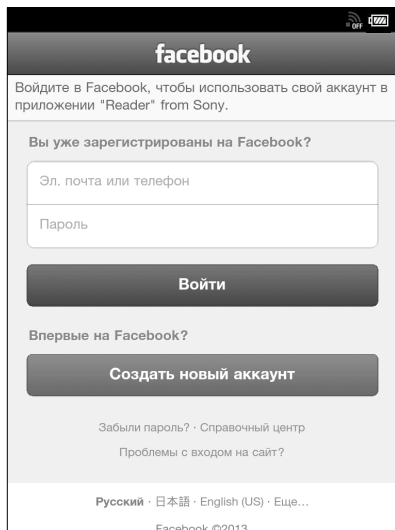 OFF
facebook
Войдите в Facebook, чтобы использовать свой аккаунт в
приложении "Reader" from Sony.
Вы уже зарегистрированы на Facebook?
Эл. почта или телефон
Пароль
Войти
Впервые на Facebook?
Создать новый аккаунт
Забыли пароль? · Справочный центр
Проблемы с входом на сайт?
Русский · 日本語 · English (US) · Еще...
Facebook ©2013